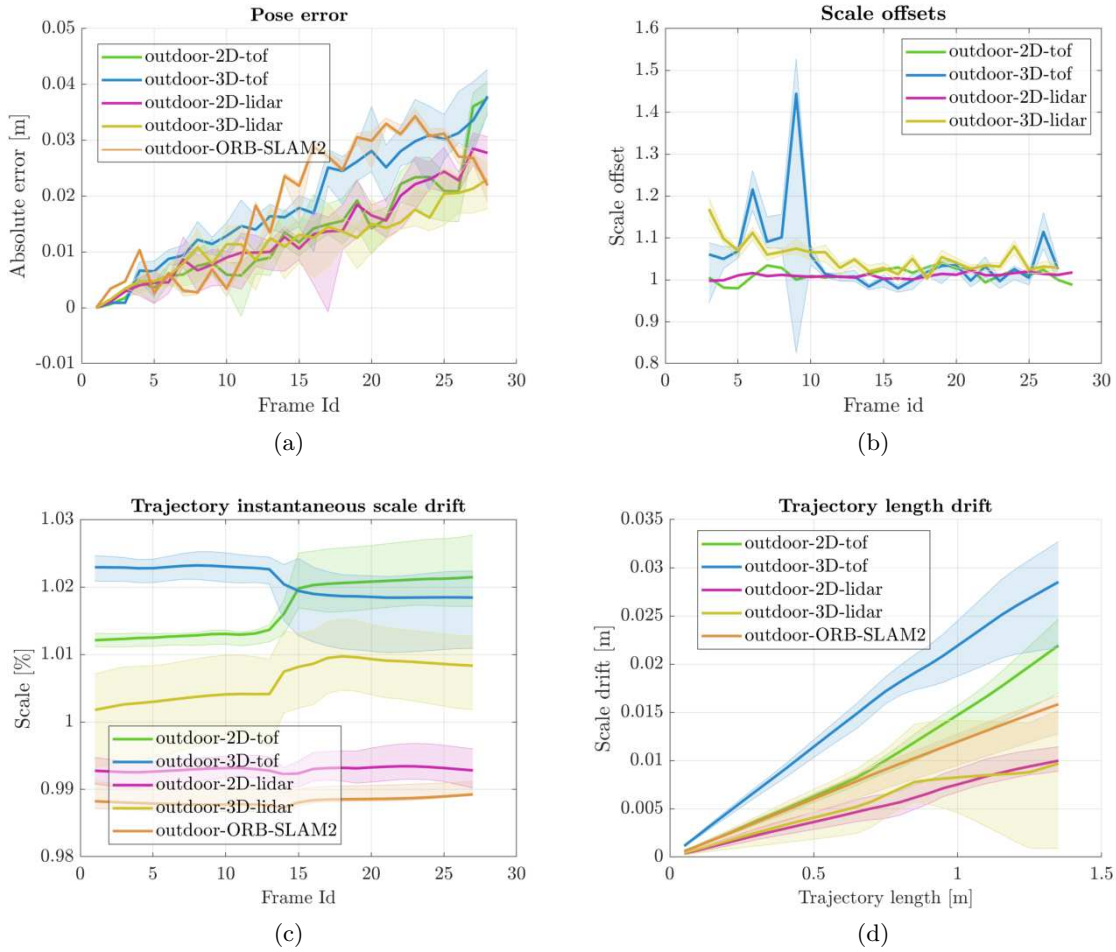 Pose error
0.05
0.04
0.03
0.02
0.01
0
-0.01
Absolute error [m]
outdoor-2D-tof
outdoor-3D-tof
outdoor-2D-lidar
outdoor-3D-lidar
outdoor-ORB-SLAM2
0 5 10 15 20 25 30
Frame Id
(a)
Scale offsets
1.6
1.5
1.4
1.3
1.2
1.1
1
0.9
0.8
Scale offset
outdoor-2D-tof
outdoor-3D-tof
outdoor-2D-lidar
outdoor-3D-lidar
0 5 10 15 20 25 30
Frame id
(b)
Trajectory instantaneous scale drift
1.03
1.02
1.01
1
0.99
0.98
Scale [%]
outdoor-2D-tof
outdoor-3D-tof
outdoor-2D-lidar
outdoor-3D-lidar
outdoor-ORB-SLAM2
0 5 10 15 20 25 30
Frame Id
(c)
Trajectory length drift
0.035
0.03
0.025
0.02
0.015
0.01
0.005
0
Scale drift [m]
outdoor-2D-tof
outdoor-3D-tof
outdoor-2D-lidar
outdoor-3D-lidar
outdoor-ORB-SLAM2
0 0.5 1 1.5
Trajectory length [m]
(d)